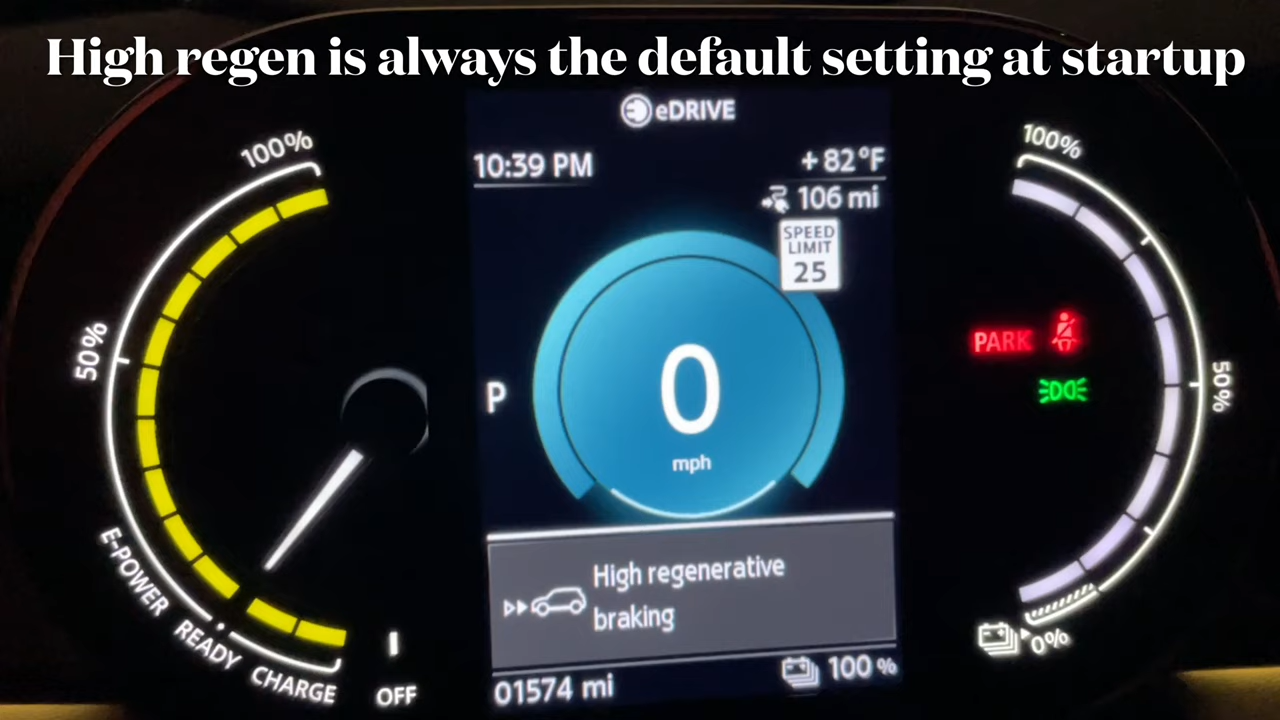 High regen is always the default setting at startup
eDRIVE
10:39 PM
+ 82°F
106 mi
SPEED
LIMIT
25
100%
50%
E-POWER
READY
CHARGE
OFF
P
0
mph
PARK
100%
50%
0%
High regenerative
braking
01574 mi
100 %